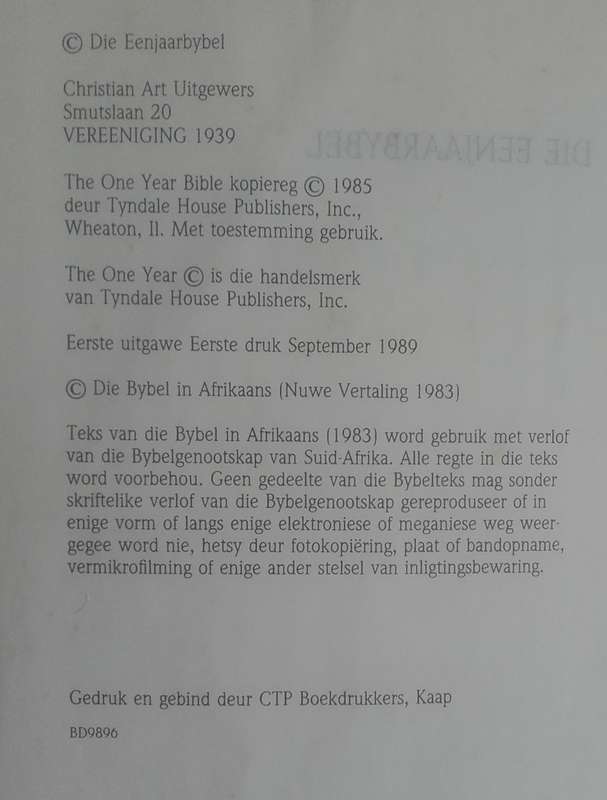 © Die Eenjaarbybel
Christian Art Uitgewers
Smutslaan 20
VEREENIGING 1939
DIE EENJAARBYBEL
The One Year Bible kopiereg © 1985
deur Tyndale House Publishers, Inc.,
Wheaton, Il. Met toestemming gebruik.
The One Year © is die handelsmerk
van Tyndale House Publishers, Inc.
Eerste uitgawe Eerste druk September 1989
© Die Bybel in Afrikaans (Nuwe Vertaling 1983)
Teks van die Bybel in Afrikaans (1983) word gebruik met verlof
van die Bybelgenootskap van Suid-Afrika. Alle regte in die teks
word voorbehou. Geen gedeelte van die Bybelteks mag sonder
skriftelike verlof van die Bybelgenootskap gereproduseer of in
enige vorm of langs enige elektroniese of meganiese weg weer-
gegee word nie, hetsy deur fotokopiëring, plaat of bandopname,
vermikrofilming of enige ander stelsel van inligtingsbewaring.
Gedruk en gebind deur CTP Boekdrukkers, Kaap
BD9896